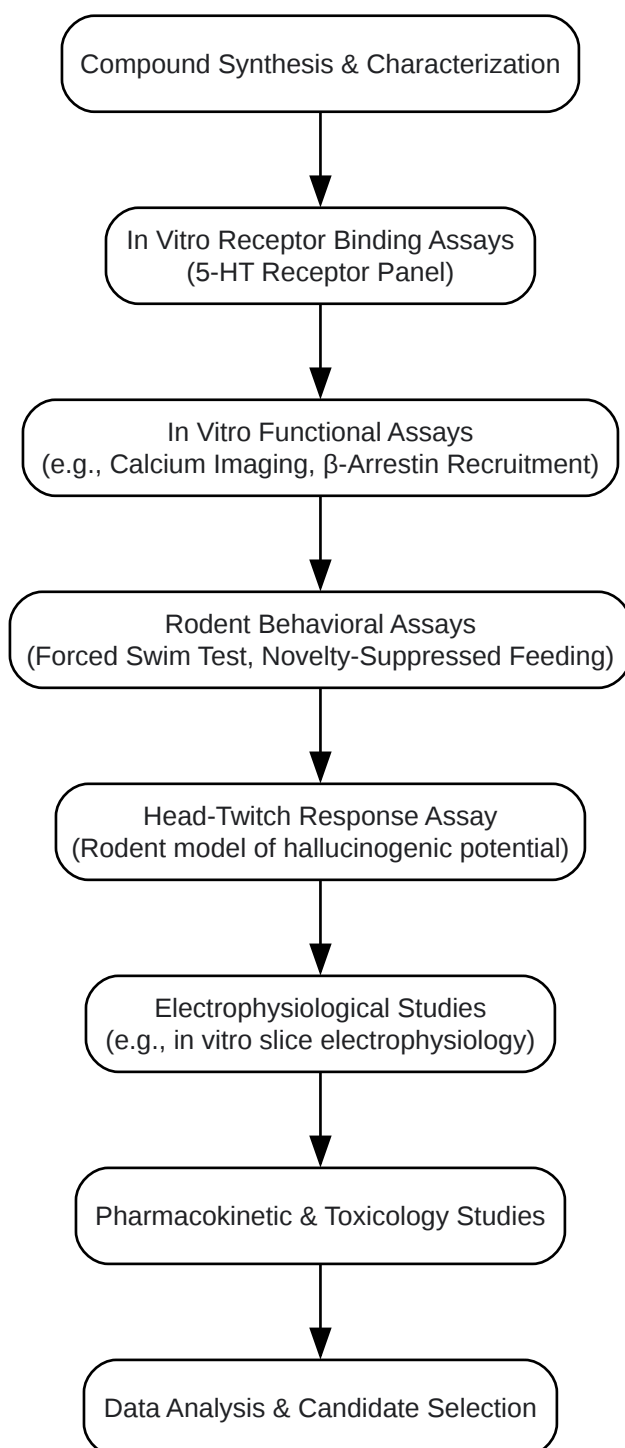 Compound Synthesis & Characterization
In Vitro Receptor Binding Assays
(5-HT Receptor Panel)
In Vitro Functional Assays
(e.g., Calcium Imaging, β-Arrestin Recruitment)
Rodent Behavioral Assays
(Forced Swim Test, Novelty-Suppressed Feeding)
Head-Twitch Response Assay
(Rodent model of hallucinogenic potential)
Electrophysiological Studies
(e.g., in vitro slice electrophysiology)
Pharmacokinetic & Toxicology Studies
Data Analysis & Candidate Selection